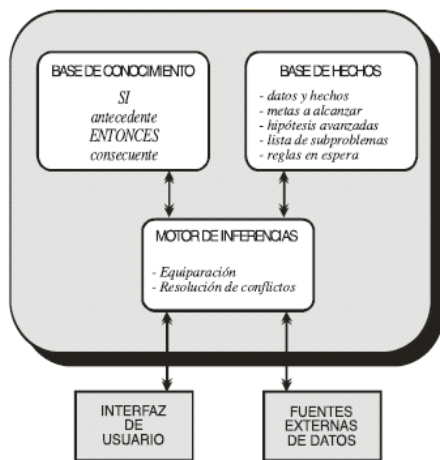 BASE DE CONOCIMIENTO
SI
antecedente
ENTONCES
consecuente
BASE DE HECHOS
- datos y hechos
- metas a alcanzar
- hipótesis avanzadas
- lista de subproblemas
- reglas en espera
MOTOR DE INFERENCIAS
- Equiparación
- Resolución de conflictos
INTERFAZ
DE
USUARIO
FUENTES
EXTERNAS
DE DATOS